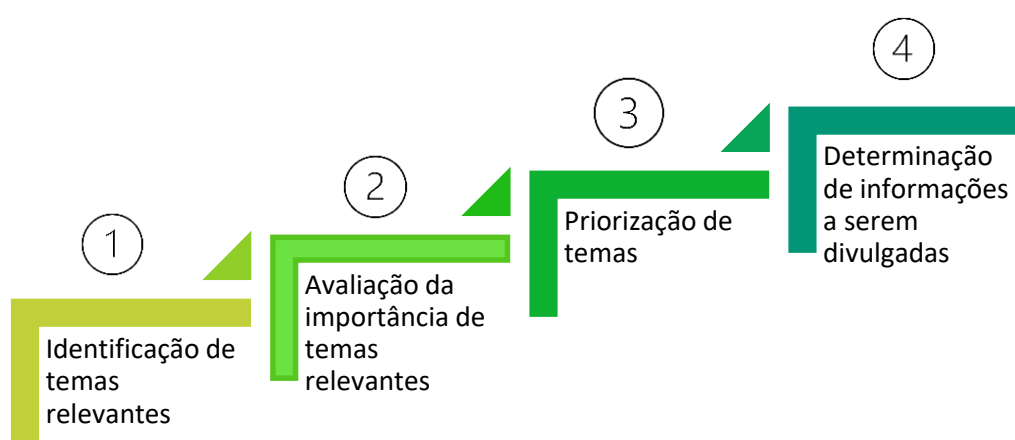 1
Identificação de
temas
relevantes
2
Avaliação da
importância de
temas
relevantes
3
Priorização de
temas
4
Determinação
de informações
a serem
divulgadas